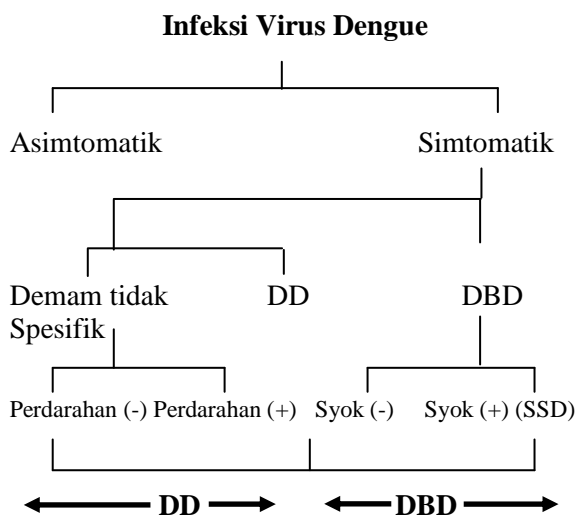 Infeksi Virus Dengue
Asimtomatik Simtomatik
Demam tidak DD DBD
Spesifik
Perdarahan (-) Perdarahan (+) Syok (-) Syok (+) (SSD)
DD DBD